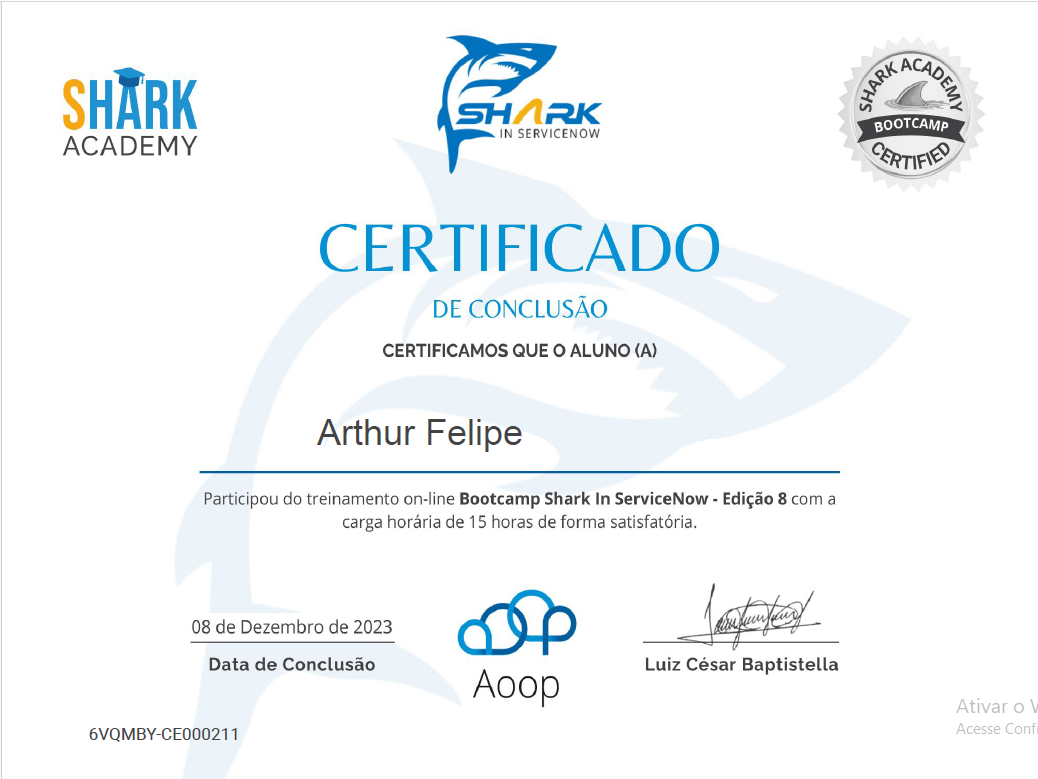 SHARK
ACADEMY
SHARK
IN SERVICENOW
SHARK ACADEMY
BOOTCAMP
CERTIFIED
CERTIFICADO
DE CONCLUSÃO
CERTIFICAMOS QUE O ALUNO (A)
Arthur Felipe
Participou do treinamento on-line Bootcamp Shark In ServiceNow - Edição 8 com a
carga horária de 15 horas de forma satisfatória.
08 de Dezembro de 2023
Data de Conclusão
Aoop
Luiz César Baptistella
6VQMBY-CE000211
Ativar o
Acesse